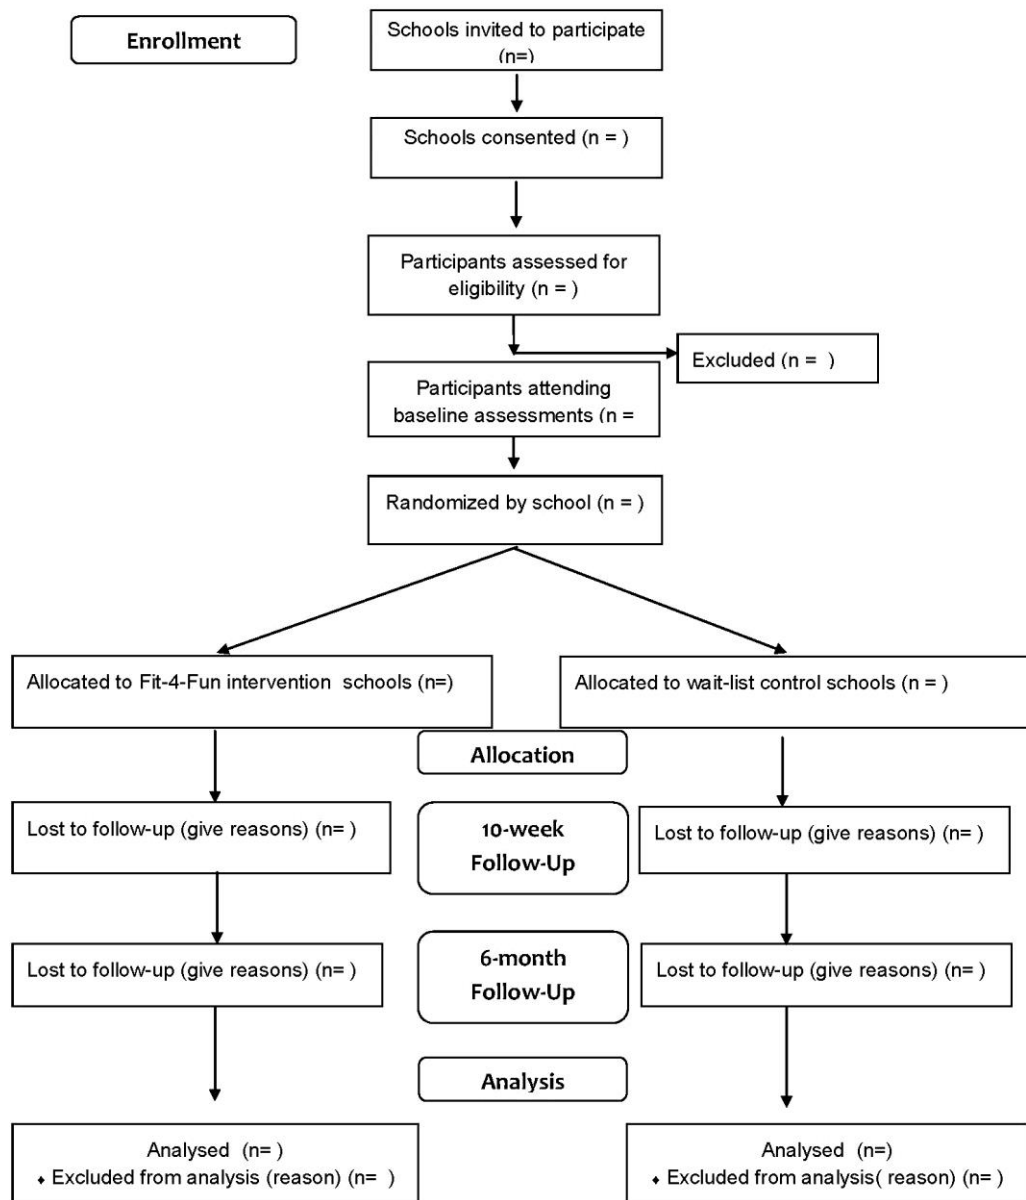 Enrollment
Schools invited to participate
(n=)
Schools consented (n = )
Participants assessed for
eligibility (n = )
Excluded (n =  )
Participants attending
baseline assessments (n =
Randomized by school (n = )
Allocated to Fit-4-Fun intervention  schools (n=)
Allocated to wait-list control schools (n = )
Allocation
Lost to follow-up (give reasons) (n= )
10-week
Follow-Up
Lost to follow-up (give reasons) (n= )
Lost to follow-up (give reasons) (n= )
6-month
Follow-Up
Lost to follow-up (give reasons) (n= )
Analysis
Analysed  (n= )
♦ Excluded from analysis (reason) (n=  )
Analysed  (n=)
♦ Excluded from analysis( reason) (n= )